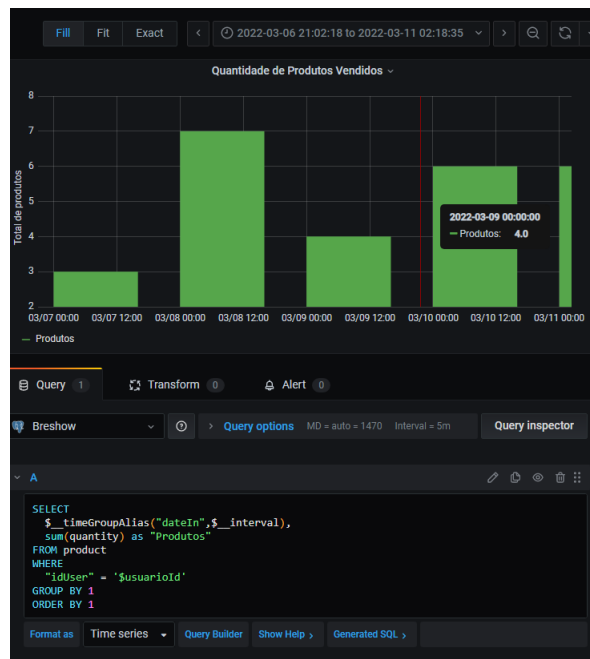 Fill Fit Exact 2022-03-06 21:02:18 to 2022-03-11 02:18:35
Quantidade de Produtos Vendidos
Total de produtos
8
7
6
5
4
3
2
2022-03-09 00:00:00
Produtos: 4.0
03/07 00:00 03/07 12:00 03/08 00:00 03/08 12:00 03/09 00:00 03/09 12:00 03/10 00:00 03/10 12:00 03/11 00:00
Produtos
Query 1 Transform 0 Alert 0
Breshow Query options MD = auto = 1470 Interval = 5m Query inspector
A
SELECT
$__timeGroupAlias("dateIn",$__interval),
sum(quantity) as "Produtos"
FROM product
WHERE
"idUser" = '$usuarioId'
GROUP BY 1
ORDER BY 1
Format as Time series Query Builder Show Help Generated SQL